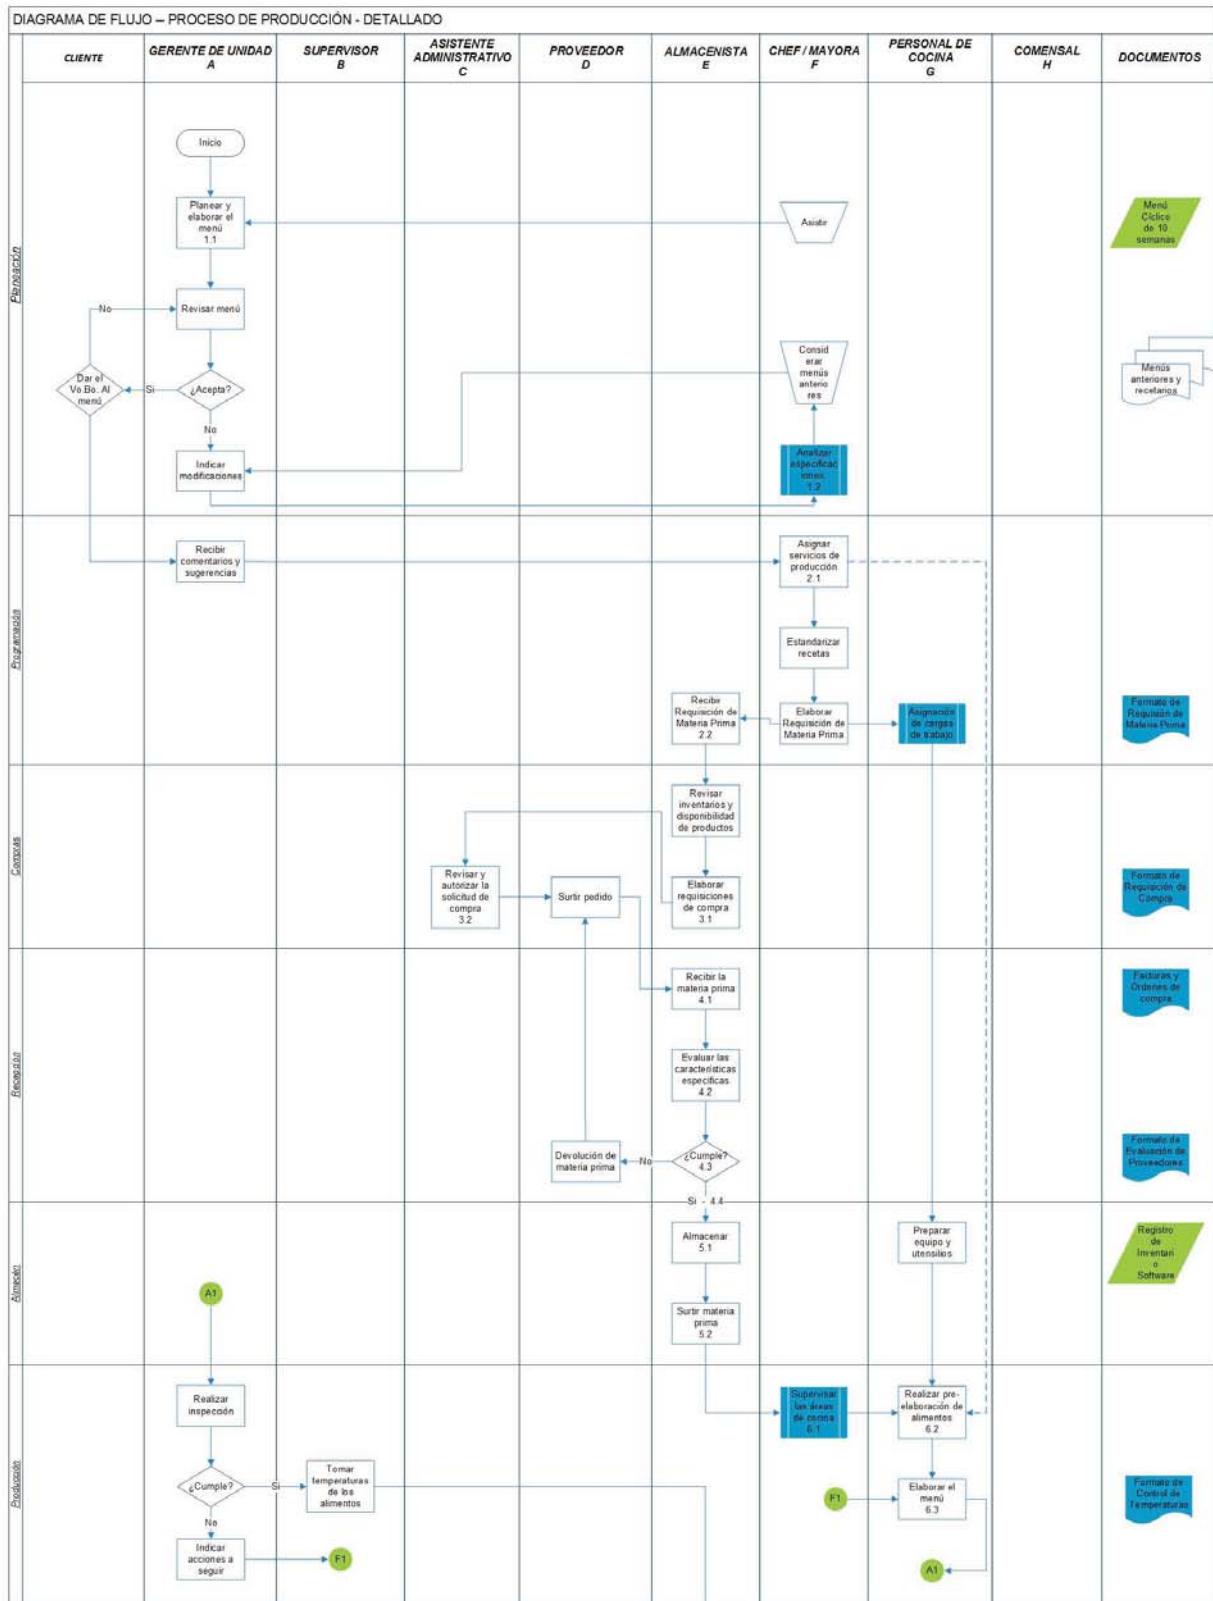 DIAGRAMA DE FLUJO – PROCESO DE PRODUCCIÓN - DETALLADO
CLIENTE
GERENTE DE UNIDAD
A
SUPERVISOR
B
ASISTENTE
ADMINISTRATIVO
C
PROVEEDOR
D
ALMACENISTA
E
CHEF / MAYORA
F
PERSONAL DE
COCINA
G
COMENSAL
H
DOCUMENTOS
Planeación
Inicio
Planear y
elaborar el
menú
1.1
Asistir
Menú
Cíclico
de 10
semanas
No
Revisar menú
Dar el
Vo.Bo. Al
menú
Si
¿Acepta?
Consid
erar
menús
anterio
res
Menús
anteriores y
recetarios
No
Indicar
modificaciones
Analizar
especificac
iones.
1.2
Programación
Recibir
comentarios y
sugerencias
Asignar
servicios de
producción
2.1
Estandarizar
recetas
Recibir
Requisición de
Materia Prima
2.2
Elaborar
Requisición de
Materia Prima
Asignación
de cargas
de trabajo
Formato de
Requisión de
Materia Prima
Compras
Revisar
inventarios y
disponibilidad
de productos
Revisar y
autorizar la
solicitud de
compra
3.2
Surtir pedido
Elaborar
requisiciones
de compra
3.1
Formato de
Requisición de
Compra
Recepción
Recibir la
materia prima
4.1
Facturas y
Ordenes de
compra
Evaluar las
características
especificas
4.2
Devolución de
materia prima
No
¿Cumple?
4.3
Formato de
Evaluación de
Proveedores
Si - 4.4
Almacén
Almacenar
5.1
Preparar
equipo y
utensilios
Registro
de
Inventari
o
Software
A1
Surtir materia
prima
5.2
Producción
Realizar
inspección
Supervisar
las áreas
de cocina
6.1
Realizar pre-
elaboración de
alimentos
6.2
¿Cumple?
Si
Tomar
temperaturas
de los
alimentos
F1
Elaborar el
menú
6.3
Formato de
Control de
Temperaturas
No
Indicar
acciones a
seguir
F1
A1